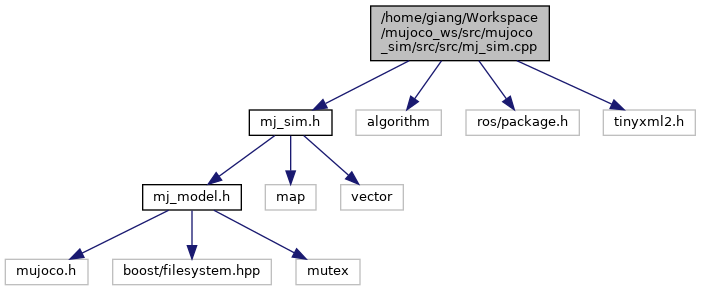 /home/giang/Workspace
/mujoco_ws/src/mujoco
_sim/src/src/mj_sim.cpp
mj_sim.h
algorithm
ros/package.h
tinyxml2.h
mj_model.h
map
vector
mujoco.h
boost/filesystem.hpp
mutex